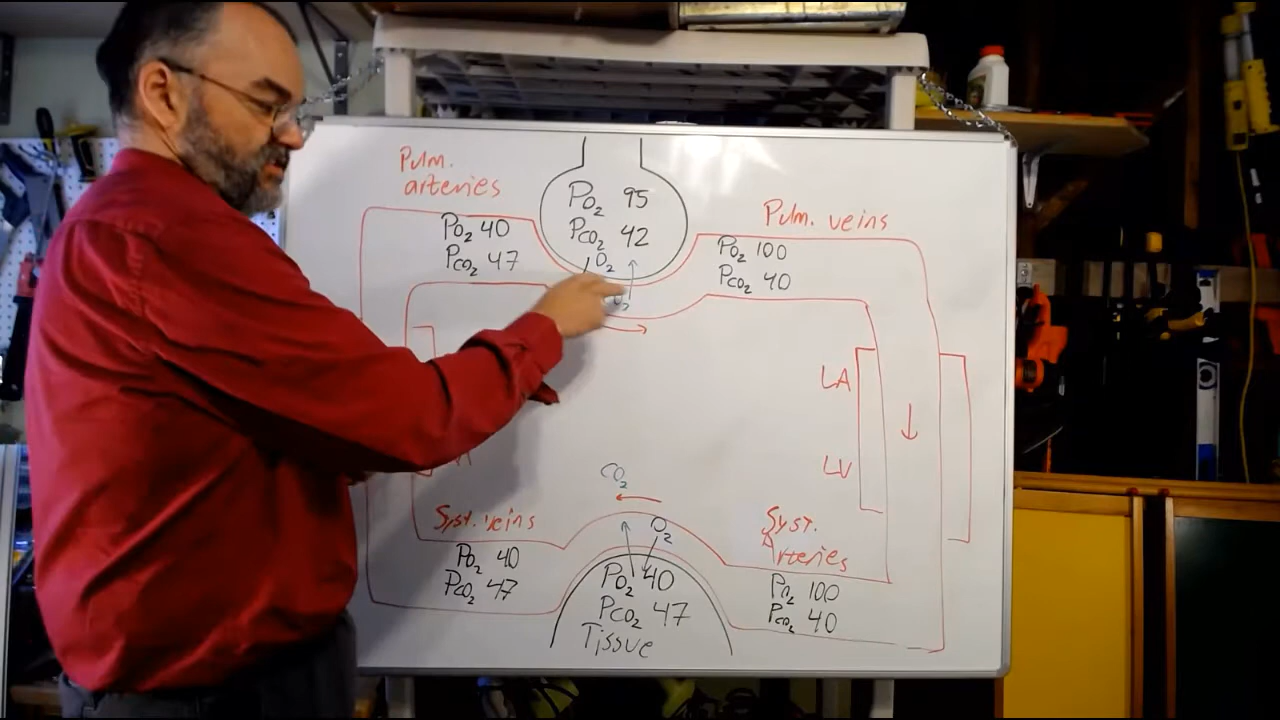 Pulm.
arteries
PO₂ 40
PCO₂ 47
PO₂ 95
PCO₂ 42
O₂
Pulm. veins
PO₂ 100
PCO₂ 40
LA
LV
CO₂
O₂
Syst. veins
PO₂ 40
PCO₂ 47
PO₂ 40
PCO₂ 47
Tissue
Syst.
Arteries
PO₂ 100
PCO₂ 40